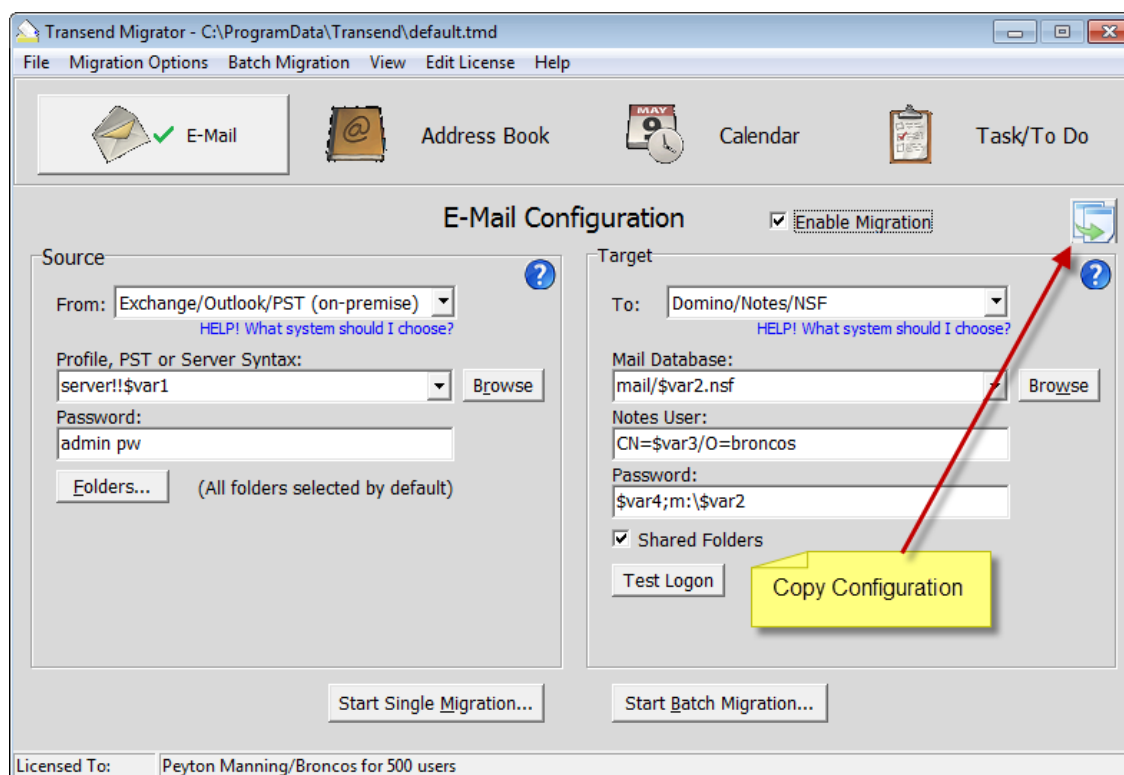 Transend Migrator - C:\ProgramData\Transend\default.tmd
File Migration Options Batch Migration View Edit License Help
E-Mail Address Book MAY 9 Calendar Task/To Do
E-Mail Configuration Enable Migration
Source
From: Exchange/Outlook/PST (on-premise)
HELP! What system should I choose?
Profile, PST or Server Syntax:
server!!$var1 Browse
Password:
admin pw
Folders... (All folders selected by default)
Target
To: Domino/Notes/NSF
HELP! What system should I choose?
Mail Database:
mail/$var2.nsf Browse
Notes User:
CN=$var3/O=broncos
Password:
$var4;m:\$var2
Shared Folders
Test Logon
Copy Configuration
Start Single Migration... Start Batch Migration...
Licensed To: Peyton Manning/Broncos for 500 users